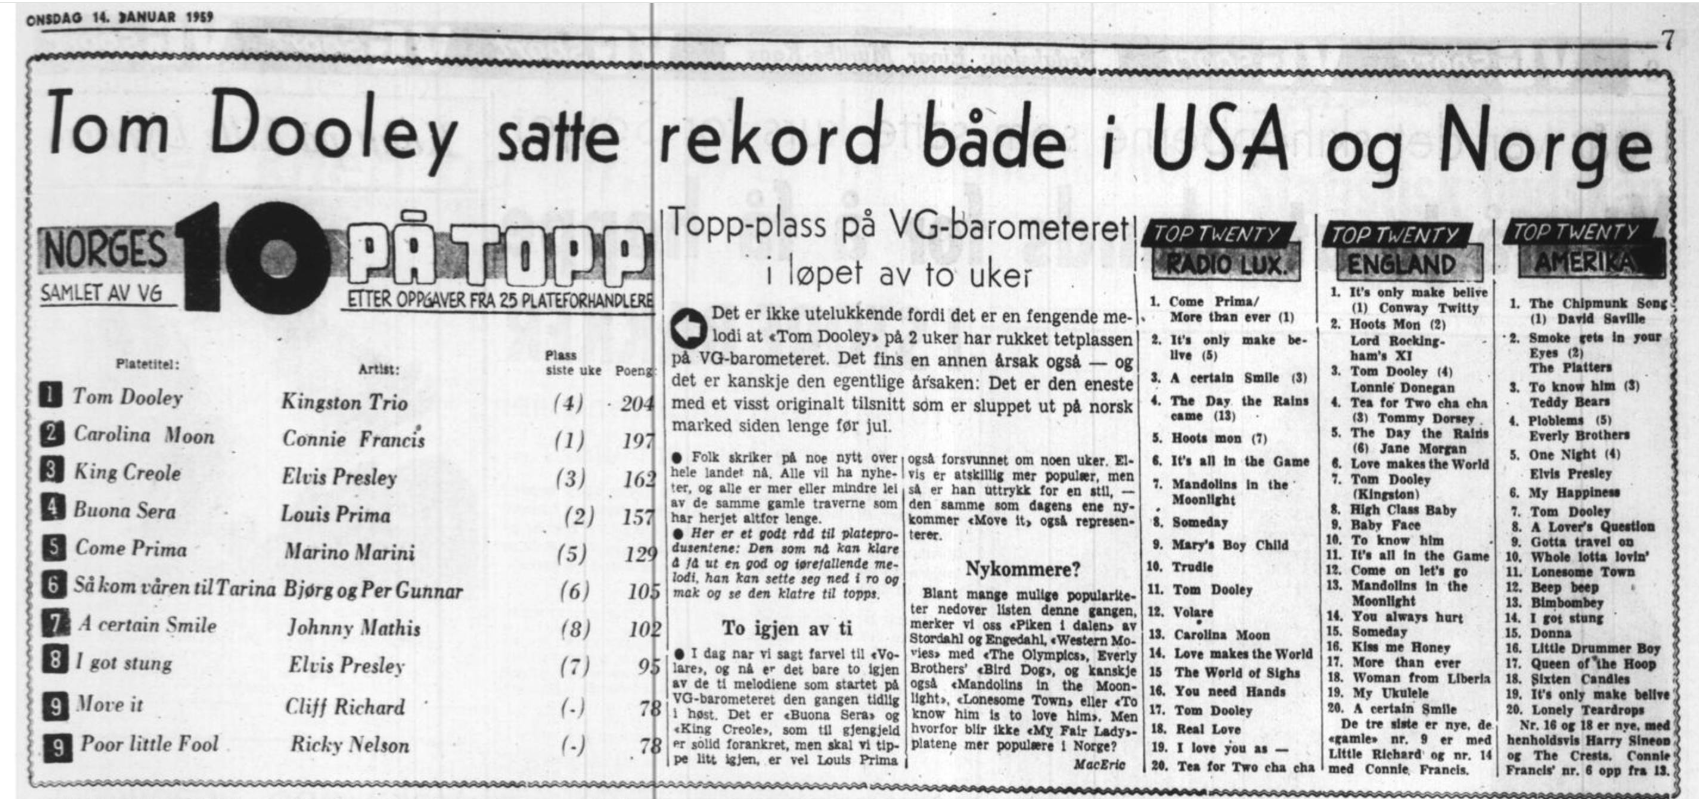 ONSDAG 14. JANUAR 1959
7
Tom Dooley satte rekord både i USA og Norge
NORGES 10 PÅ TOPP
SAMLET AV VG
ETTER OPPGAVER FRA 25 PLATEFORHANDLERE
Platetitel: Artist: Plass siste uke Poeng:
1 Tom Dooley Kingston Trio (4) 204
2 Carolina Moon Connie Francis (1) 197
3 King Creole Elvis Presley (3) 162
4 Buona Sera Louis Prima (2) 157
5 Come Prima Marino Marini (5) 129
6 Så kom våren til Tarina Bjørg og Per Gunnar (6) 105
7 A certain Smile Johnny Mathis (8) 102
8 I got stung Elvis Presley (7) 95
9 Move it Cliff Richard (-) 78
9 Poor little Fool Ricky Nelson (-) 78
Topp-plass på VG-barometeret
i løpet av to uker
Det er ikke utelukkende fordi det er en fengende me-
lodi at «Tom Dooley» på 2 uker har rukket tetplassen
på VG-barometeret. Det fins en annen årsak også — og
det er kanskje den egentlige årsaken: Det er den eneste
med et visst originalt tilsnitt som er sluppet ut på norsk
marked siden lenge før jul.
● Folk skriker på noe nytt over
hele landet nå. Alle vil ha nyhe-
ter, og alle er mer eller mindre lei
av de samme gamle traverne som
har herjet altfor lenge.
● Her er et godt råd til platepro-
dusentene: Den som nå kan klare
å få ut en god og iørefallende me-
lodi, han kan sette seg ned i ro og
mak og se den klatre til topps.
To igjen av ti
● I dag nar vi sagt farvel til «Vo-
lare», og nå er det bare to igjen
av de ti melodiene som startet på
VG-barometeret den gangen tidlig
i høst. Det er «Buona Sera» og
«King Creole», som til gjengjeld
er solid forankret, men skal vi tip-
pe litt igjen, er vel Louis Prima
også forsvunnet om noen uker. El-
vis er atskillig mer populær, men
så er han uttrykk for en stil, —
den samme som dagens ene ny-
kommer «Move it» også represen-
terer.
Nykommere?
Blant mange mulige popularite-
ter nedover listen denne gangen,
merker vi oss «Piken i dalen» av
Stordahl og Engedahl, «Western Mo-
vies» med «The Olympics», Everly
Brothers' «Bird Dog», og kanskje
også «Mandolins in the Moon-
light», «Lonesome Town» eller «To
know him is to love him». Men
hvorfor blir ikke «My Fair Lady»-
platene mer populære i Norge?
MacEric
TOP TWENTY
RADIO LUX.
1. Come Prima/
More than ever (1)
2. It's only make be-
live (5)
3. A certain Smile (3)
4. The Day the Rains
came (13)
5. Hoots mon (7)
6. It's all in the Game
7. Mandolins in the
Moonlight
8. Someday
9. Mary's Boy Child
10. Trudie
11. Tom Dooley
12. Volare
13. Carolina Moon
14. Love makes the World
15 The World of Sighs
16. You need Hands
17. Tom Dooley
18. Real Love
19. I love you as —
20. Tea for Two cha cha
TOP TWENTY
ENGLAND
1. It's only make belive
(1) Conway Twitty
2. Hoots Mon (2)
Lord Rocking-
ham's XI
3. Tom Dooley (4)
Lonnie Donegan
4. Tea for Two cha cha
(3) Tommy Dorsey
5. The Day the Rains
(6) Jane Morgan
6. Love makes the World
7. Tom Dooley
(Kingston)
8. High Class Baby
9. Baby Face
10. To know him
11. It's all in the Game
12. Come on let's go
13. Mandolins in the
Moonlight
14. You always hurt
15. Someday
16. Kiss me Honey
17. More than ever
18. Woman from Liberia
19. My Ukulele
20. A certain Smile
De tre siste er nye, de
«gamle» nr. 9 er med
Little Richard og nr. 14
med Connie Francis.
TOP TWENTY
AMERIKA
1. The Chipmunk Song
(1) David Saville
2. Smoke gets in your
Eyes (2)
The Platters
3. To know him (3)
Teddy Bears
4. Ploblems (5)
Everly Brothers
5. One Night (4)
Elvis Presley
6. My Happiness
7. Tom Dooley
8. A Lover's Question
9. Gotta travel on
10. Whole lotta lovin'
11. Lonesome Town
12. Beep beep
13. Bimbombey
14. I got stung
15. Donna
16. Little Drummer Boy
17. Queen of the Hoop
18. Sixten Candles
19. It's only make belive
20. Lonely Teardrops
Nr. 16 og 18 er nye, med
henholdsvis Harry Simeon
og The Crests. Connie
Francis' nr. 6 opp fra 13.